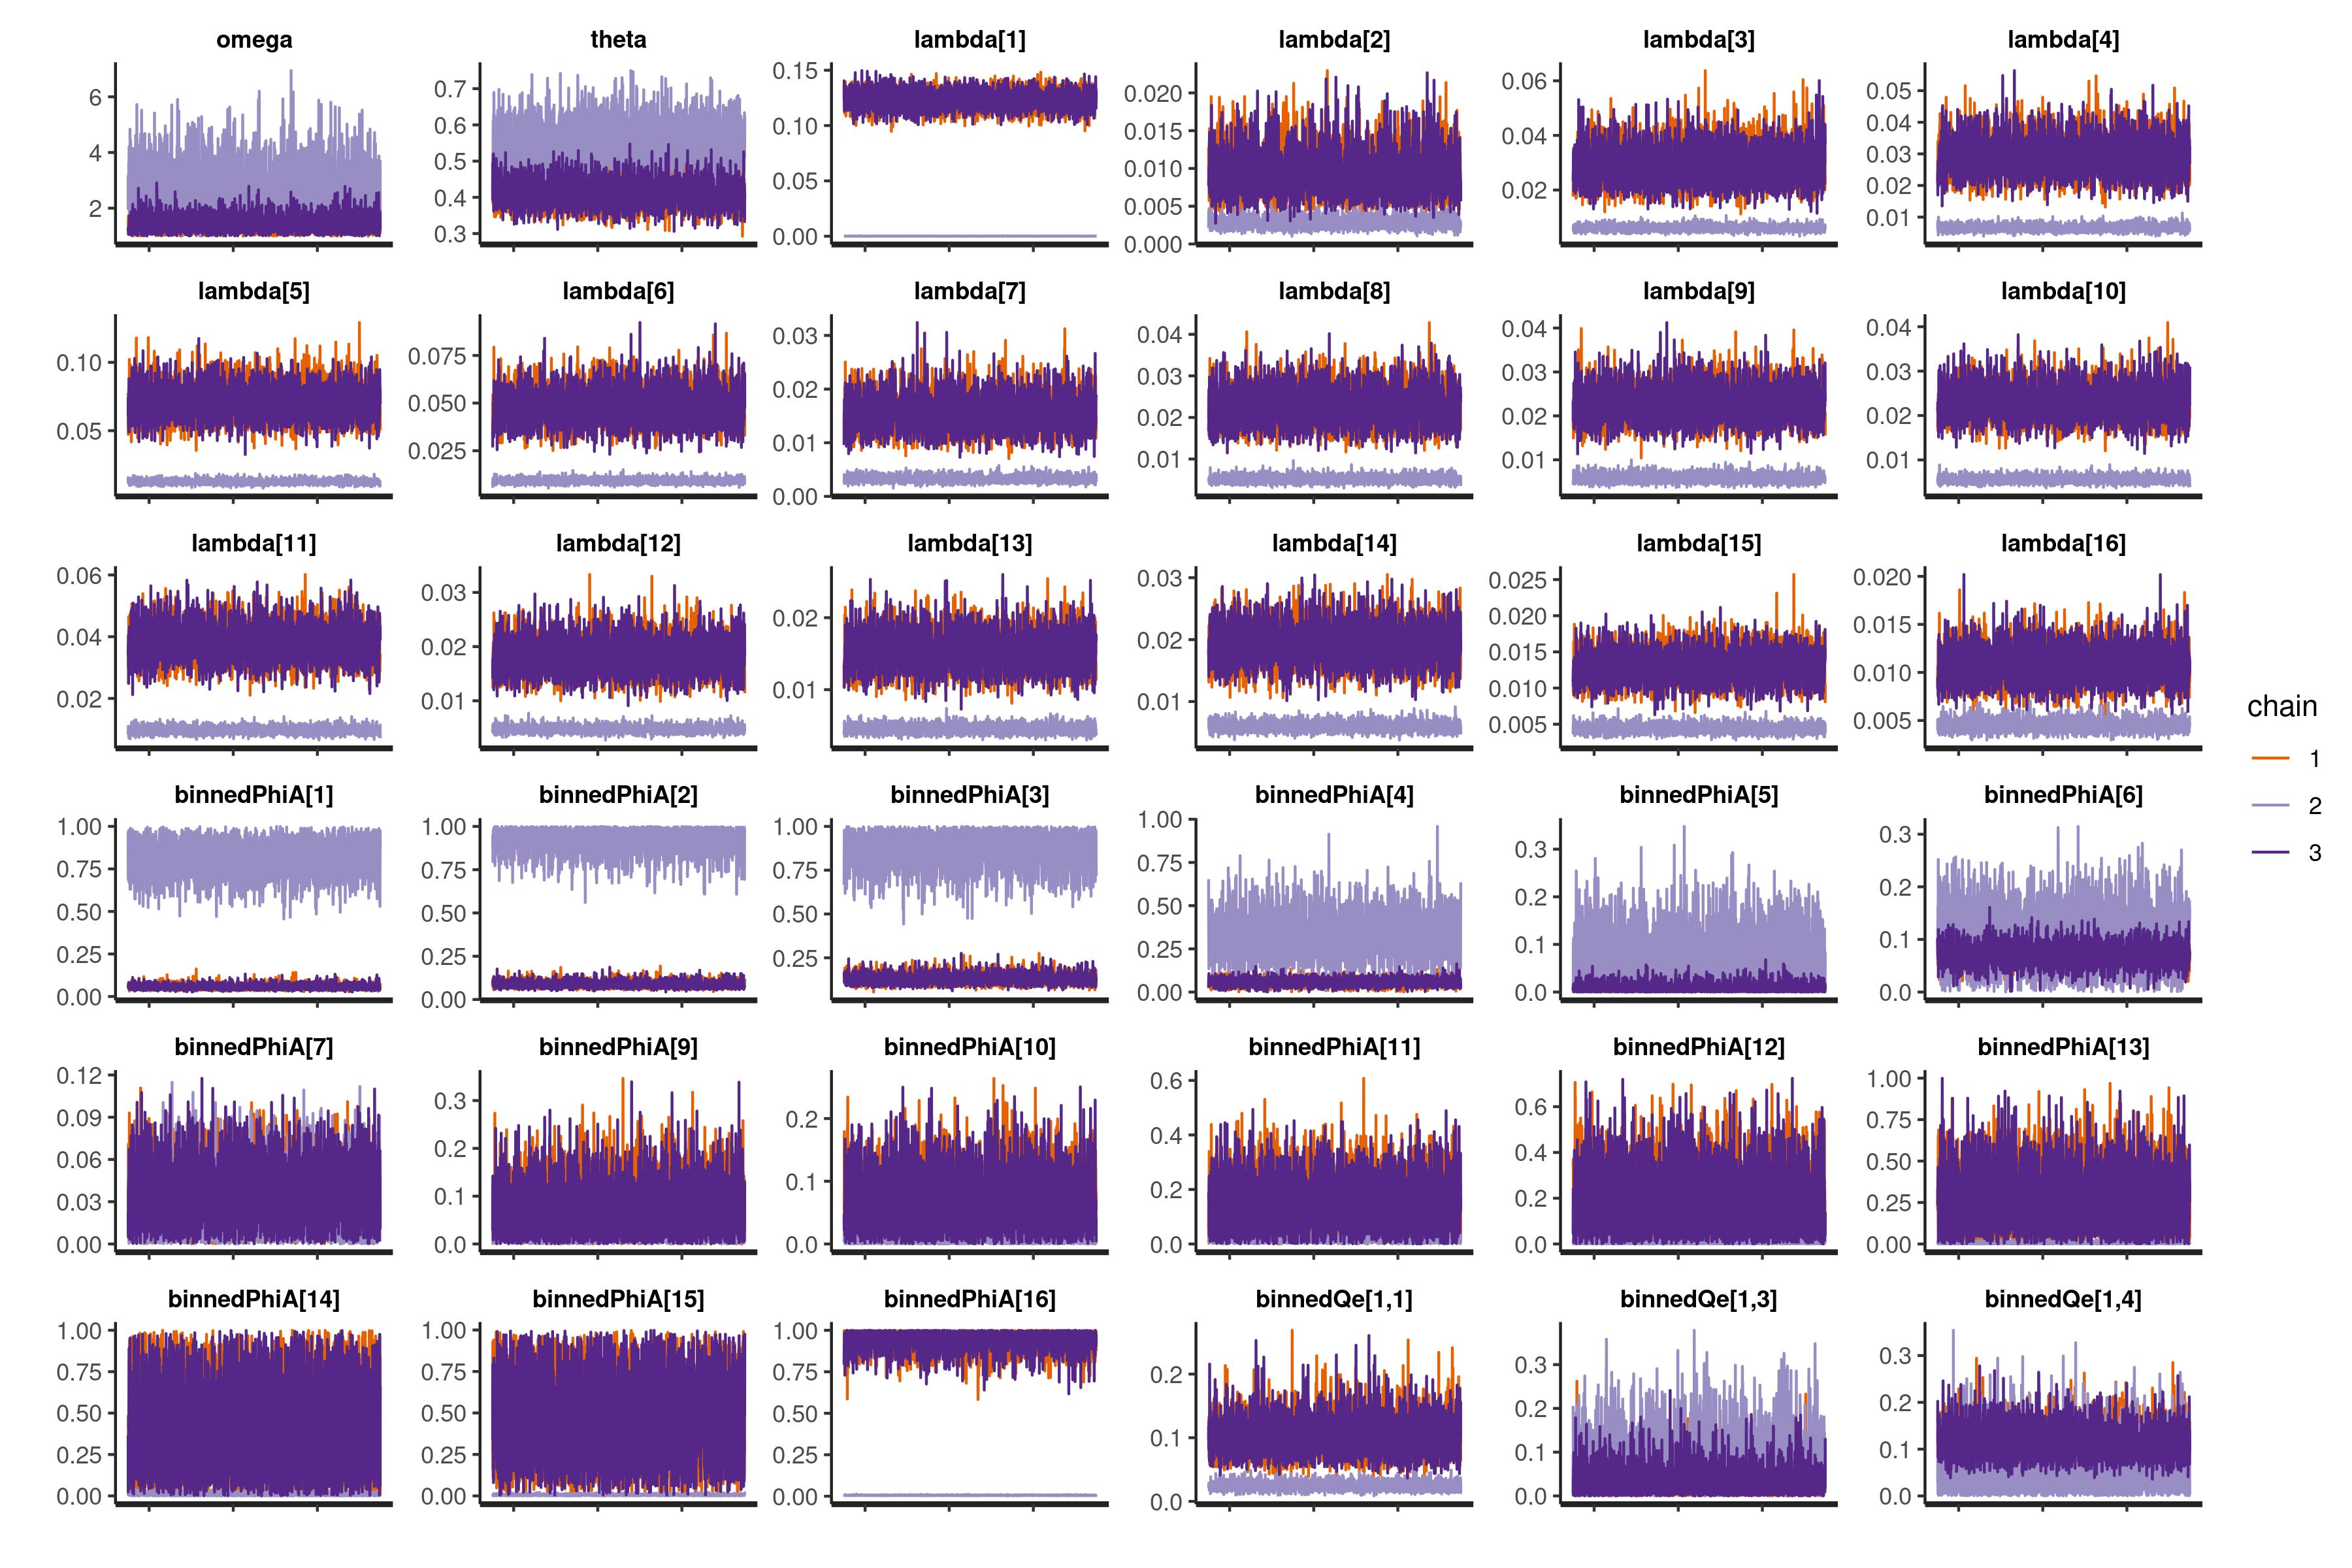 omega theta lambda[1] lambda[2] lambda[3] lambda[4]
6 4 2
0.7 0.6 0.5 0.4 0.3
0.15 0.10 0.05 0.00
0.020 0.015 0.010 0.005 0.000
0.06 0.04 0.02
0.05 0.04 0.03 0.02 0.01
lambda[5] lambda[6] lambda[7] lambda[8] lambda[9] lambda[10]
0.10 0.05
0.075 0.050 0.025
0.03 0.02 0.01 0.00
0.04 0.03 0.02 0.01
0.04 0.03 0.02 0.01
0.04 0.03 0.02 0.01
lambda[11] lambda[12] lambda[13] lambda[14] lambda[15] lambda[16]
0.06 0.04 0.02
0.03 0.02 0.01
0.02 0.01
0.03 0.02 0.01
0.025 0.020 0.015 0.010 0.005
0.020 0.015 0.010 0.005
binnedPhiA[1] binnedPhiA[2] binnedPhiA[3] binnedPhiA[4] binnedPhiA[5] binnedPhiA[6]
1.00 0.75 0.50 0.25 0.00
1.00 0.75 0.50 0.25 0.00
1.00 0.75 0.50 0.25
1.00 0.75 0.50 0.25 0.00
0.3 0.2 0.1 0.0
0.3 0.2 0.1 0.0
binnedPhiA[7] binnedPhiA[9] binnedPhiA[10] binnedPhiA[11] binnedPhiA[12] binnedPhiA[13]
0.12 0.09 0.06 0.03 0.00
0.3 0.2 0.1 0.0
0.2 0.1 0.0
0.6 0.4 0.2 0.0
0.6 0.4 0.2 0.0
1.00 0.75 0.50 0.25 0.00
binnedPhiA[14] binnedPhiA[15] binnedPhiA[16] binnedQe[1,1] binnedQe[1,3] binnedQe[1,4]
1.00 0.75 0.50 0.25 0.00
1.00 0.75 0.50 0.25 0.00
1.00 0.75 0.50 0.25 0.00
0.2 0.1 0.0
0.3 0.2 0.1 0.0
0.3 0.2 0.1 0.0
chain
1
2
3